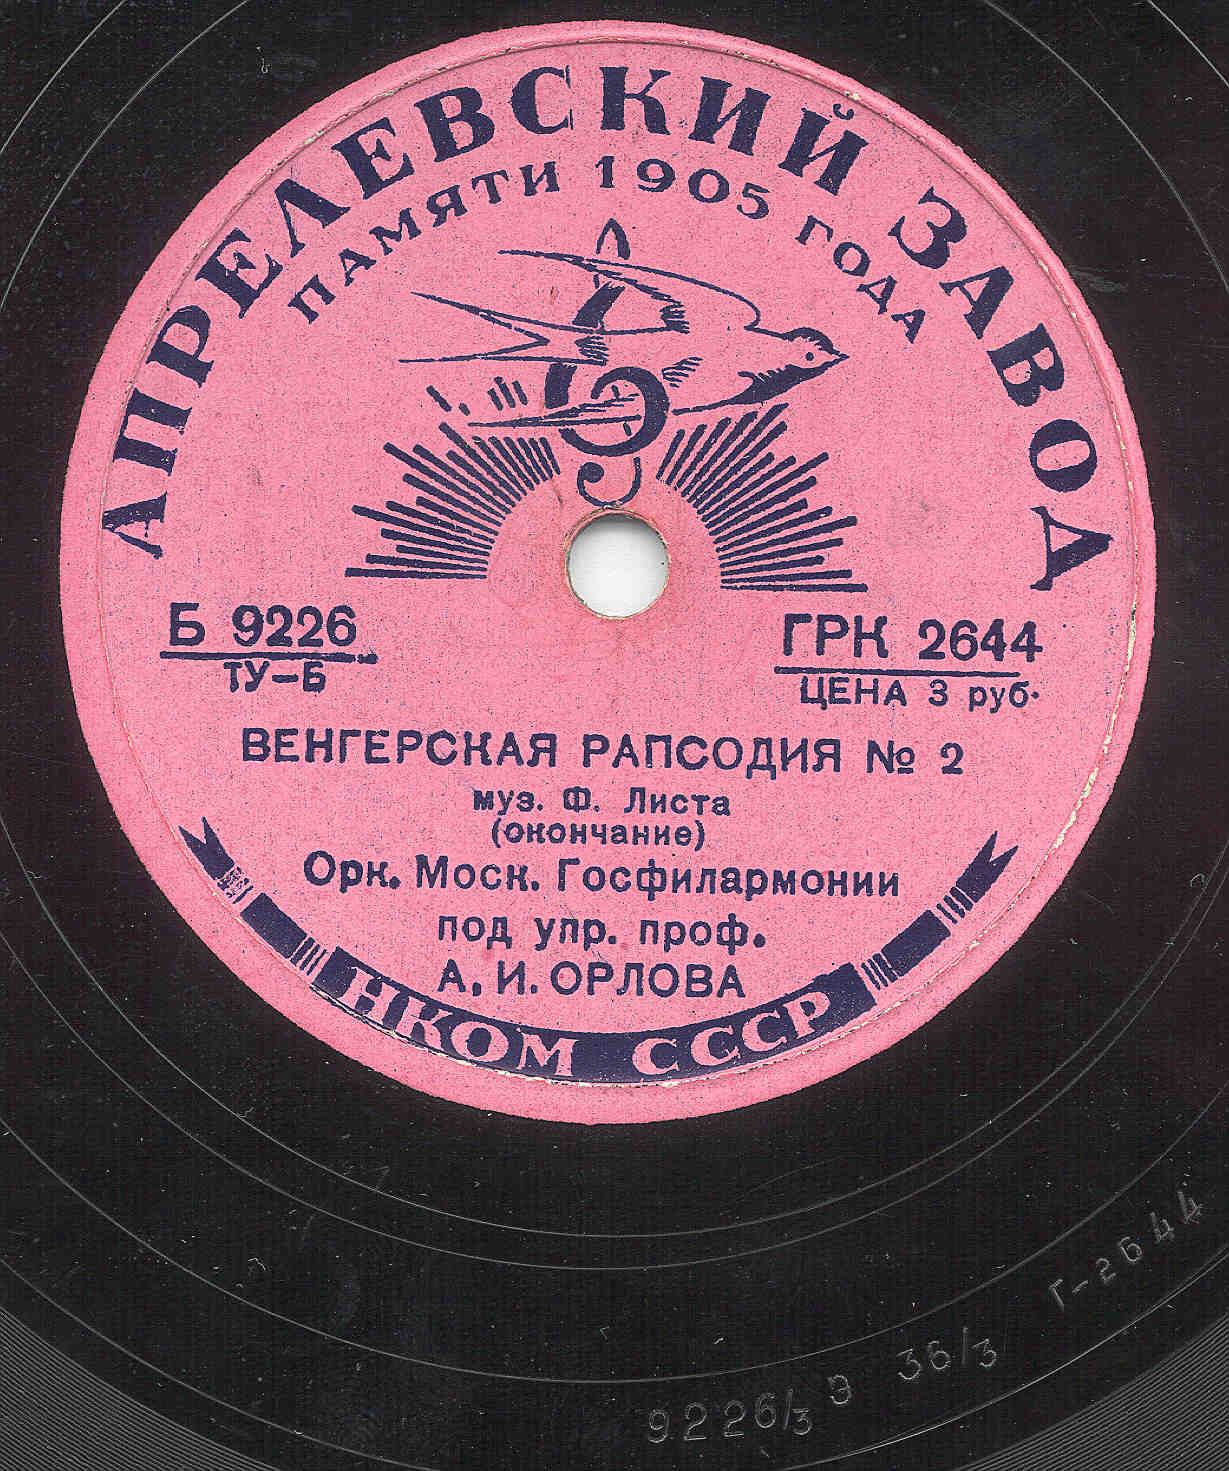 АПРЕЛЕВСКИЙ ЗАВОД
ПАМЯТИ 1905 ГОДА
Б 9226
ТУ–Б
ГРК 2644
ЦЕНА 3 руб.
ВЕНГЕРСКАЯ РАПСОДИЯ № 2
муз. Ф. Листа
(окончание)
Орк. Моск. Госфилармонии
под упр. проф.
А. И. ОРЛОВА
НКОМ СССР
9226/3 Э 36/3 Г-2644